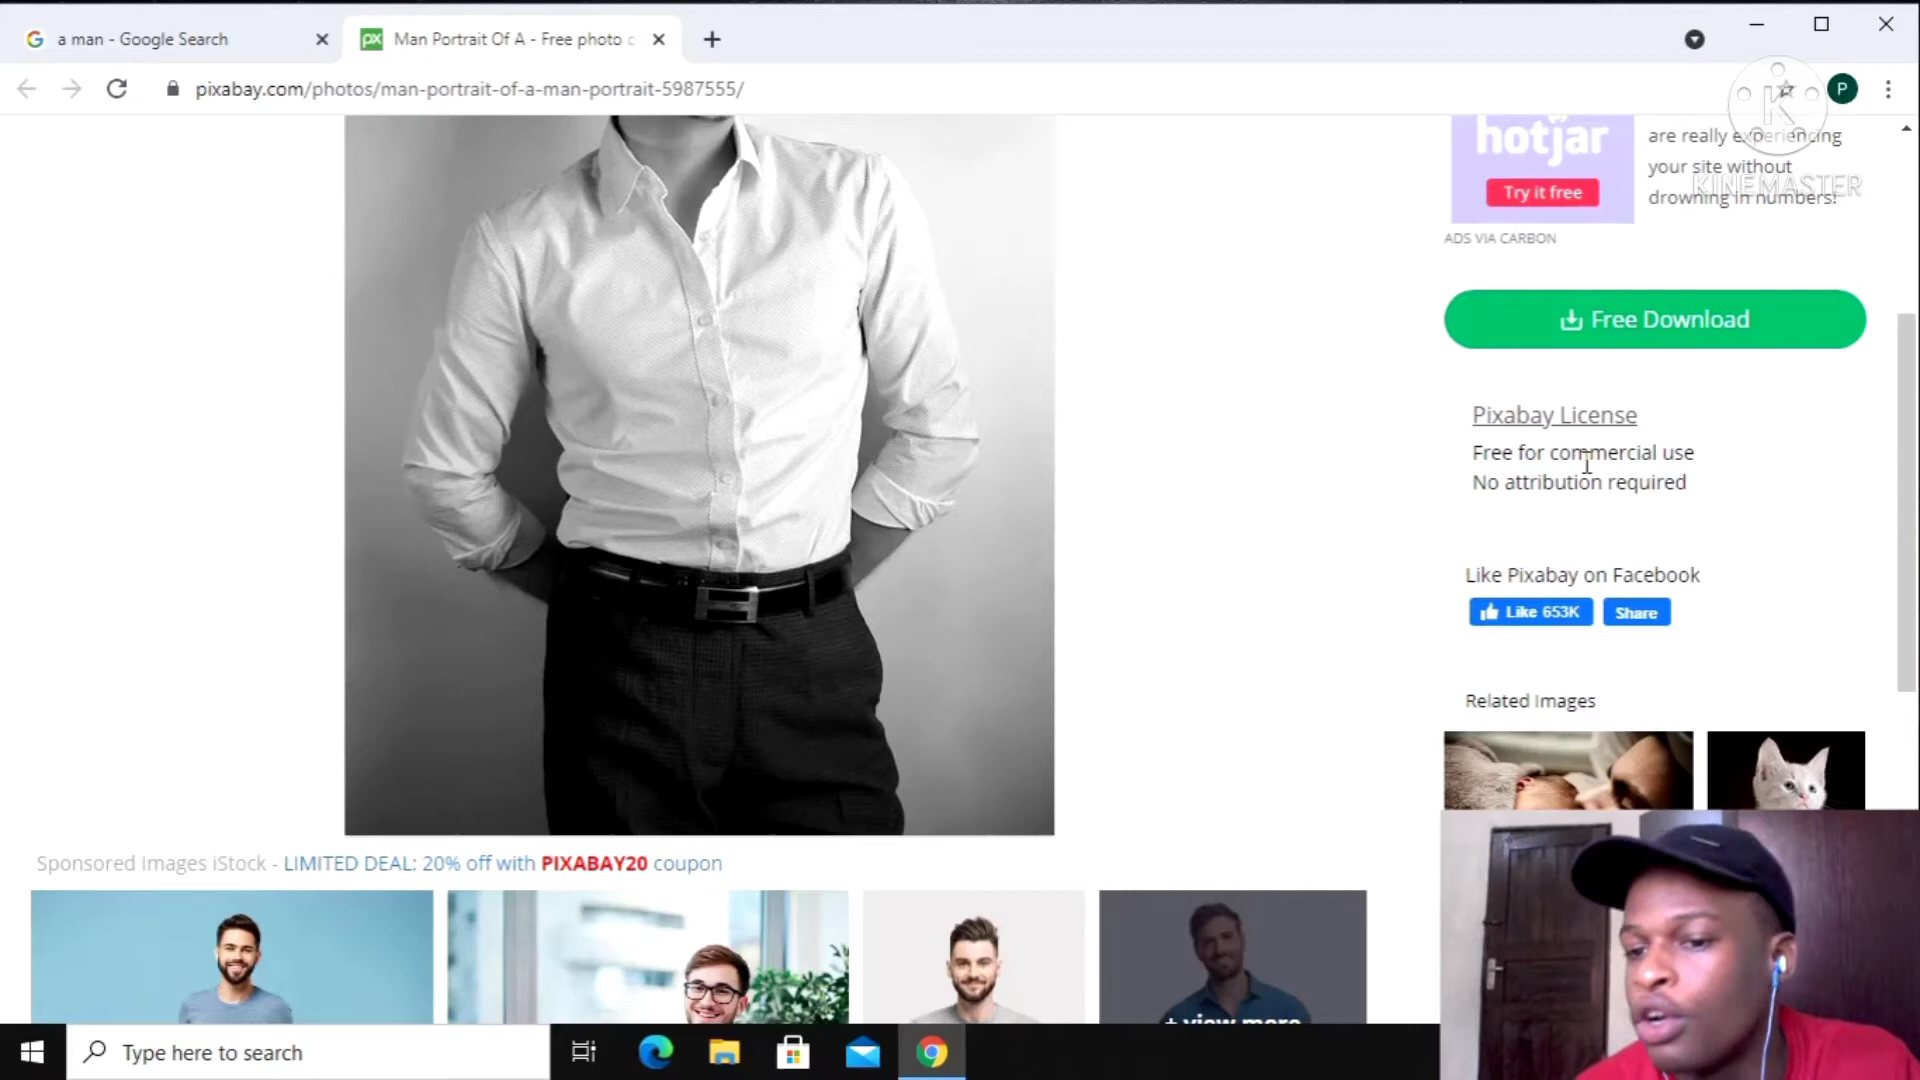 a man - Google Search
px
Man Portrait Of A - Free photo
pixabay.com/photos/man-portrait-of-a-man-portrait-5987555/
P
K
KINEMASTER
hotjar
Try it free
are really experiencing
your site without
drowning in numbers!
ADS VIA CARBON
Free Download
Pixabay License
Free for commercial use
No attribution required
Like Pixabay on Facebook
Like 653K
Share
Related Images
Sponsored Images iStock - LIMITED DEAL: 20% off with PIXABAY20 coupon
+ view more
Type here to search